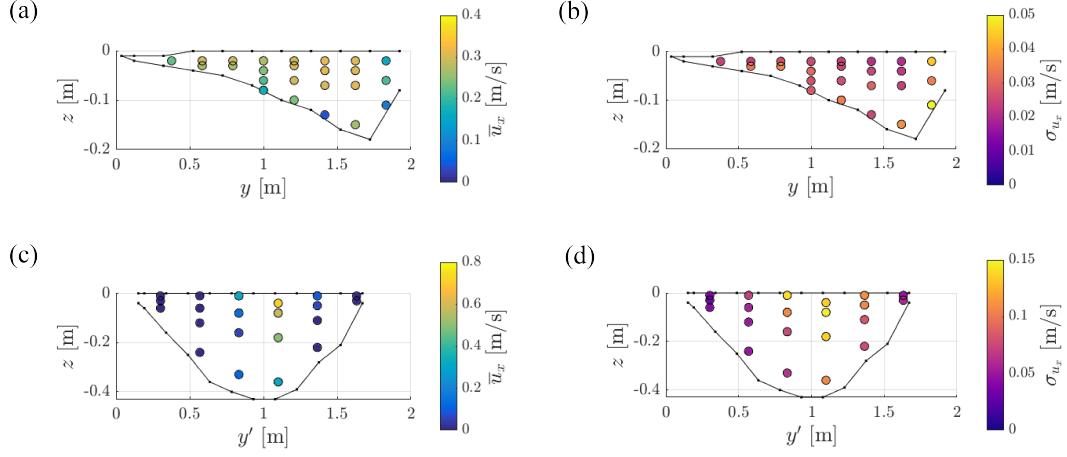 (a)
0
-0.1
-0.2
z [m]
0 0.5 1 1.5 2
y [m]
0.4
0.3
0.2
0.1
0
u̅ₓ [m/s]
(b)
0
-0.1
-0.2
z [m]
0 0.5 1 1.5 2
y [m]
0.05
0.04
0.03
0.02
0.01
0
σ_{uₓ} [m/s]
(c)
0
-0.2
-0.4
z [m]
0 0.5 1 1.5 2
y′ [m]
0.8
0.6
0.4
0.2
0
u̅ₓ [m/s]
(d)
0
-0.2
-0.4
z [m]
0 0.5 1 1.5 2
y′ [m]
0.15
0.1
0.05
0
σ_{uₓ} [m/s]